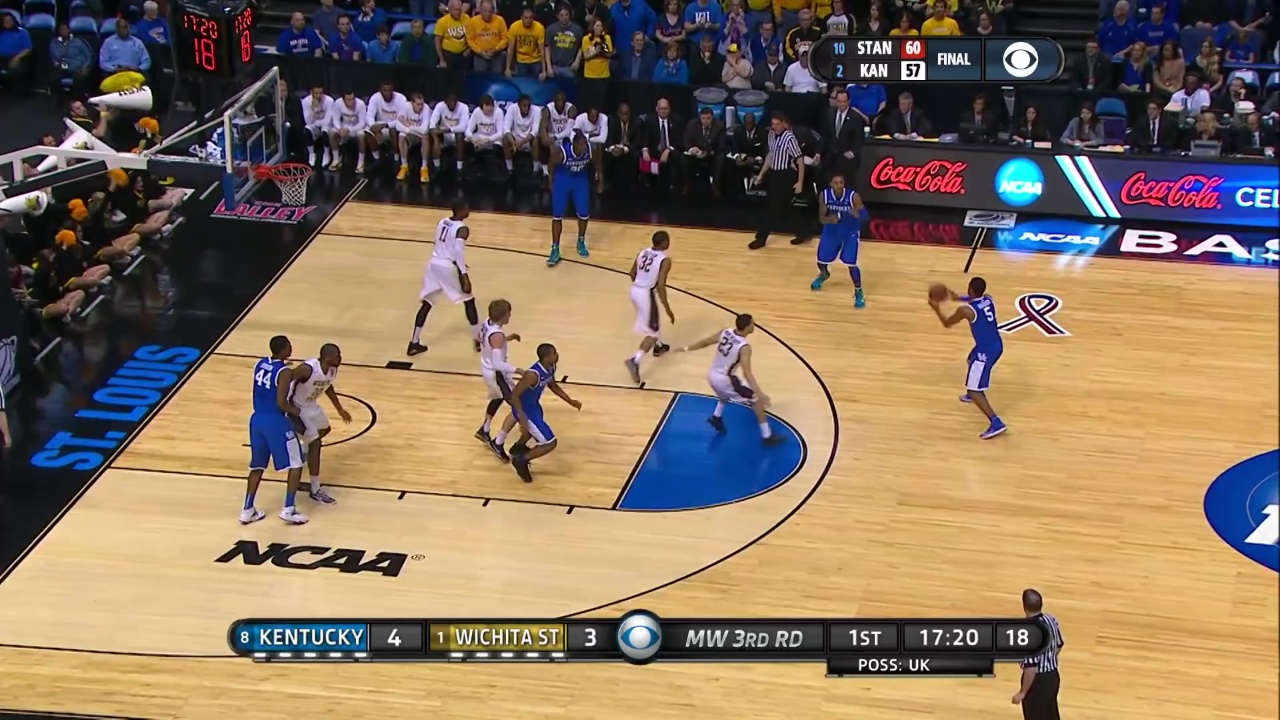 17:20
18
10 STAN 60 FINAL
2 KAN 57
Coca-Cola
NCAA
Coca-Cola CEL
NCAA BAS
VALLEY
11
32
23
5
44
ST. LOUIS
NCAA
8 KENTUCKY 4 1 WICHITA ST 3 MW 3RD RD 1ST 17:20 18
POSS: UK